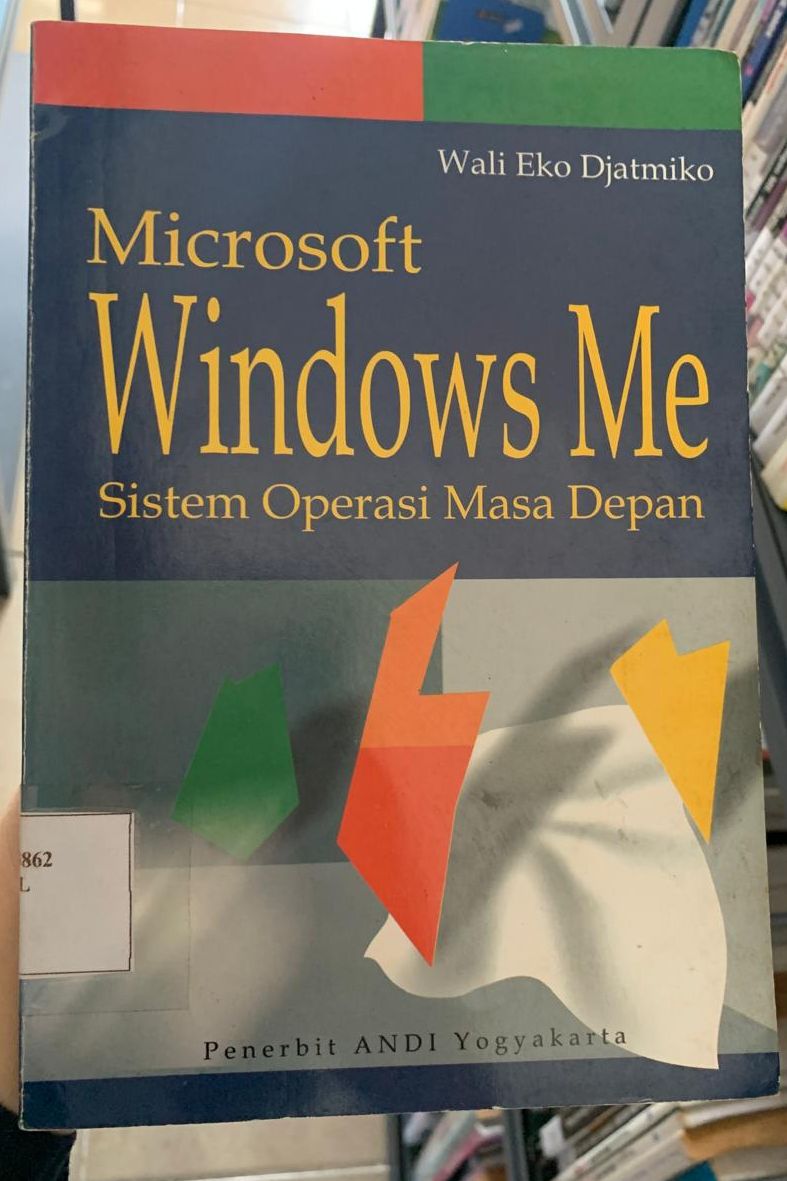 Wali Eko Djatmiko
Microsoft
Windows Me
Sistem Operasi Masa Depan
862
L
Penerbit ANDI Yogyakarta